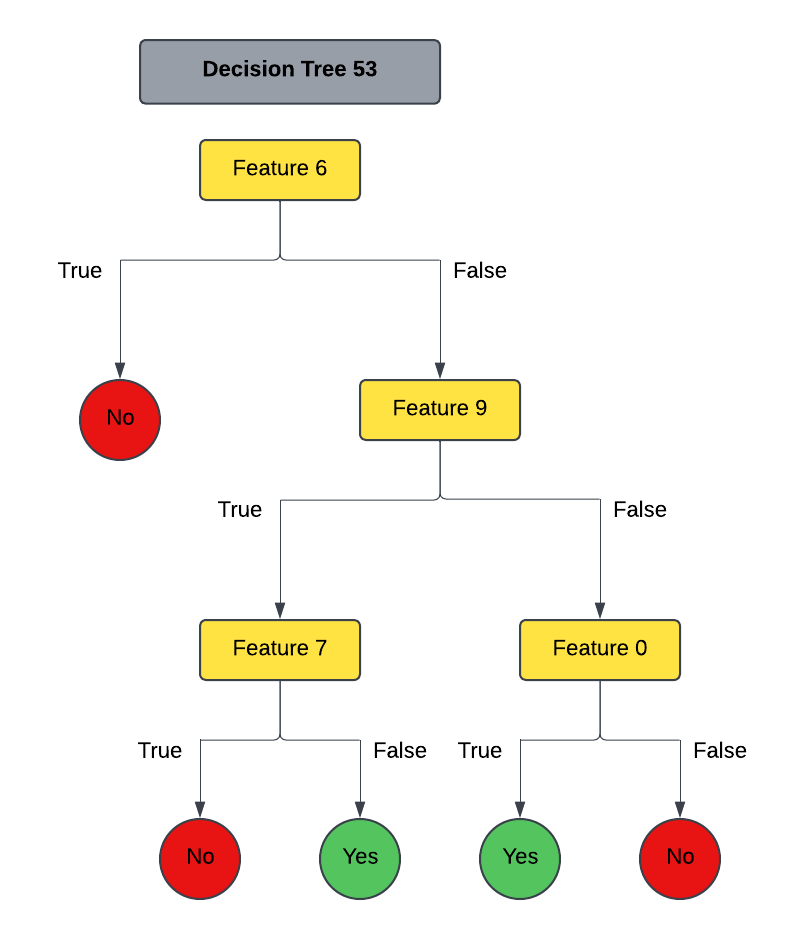 Decision Tree 53
Feature 6
True
False
No
Feature 9
True
False
Feature 7
Feature 0
True
False
True
False
No
Yes
Yes
No